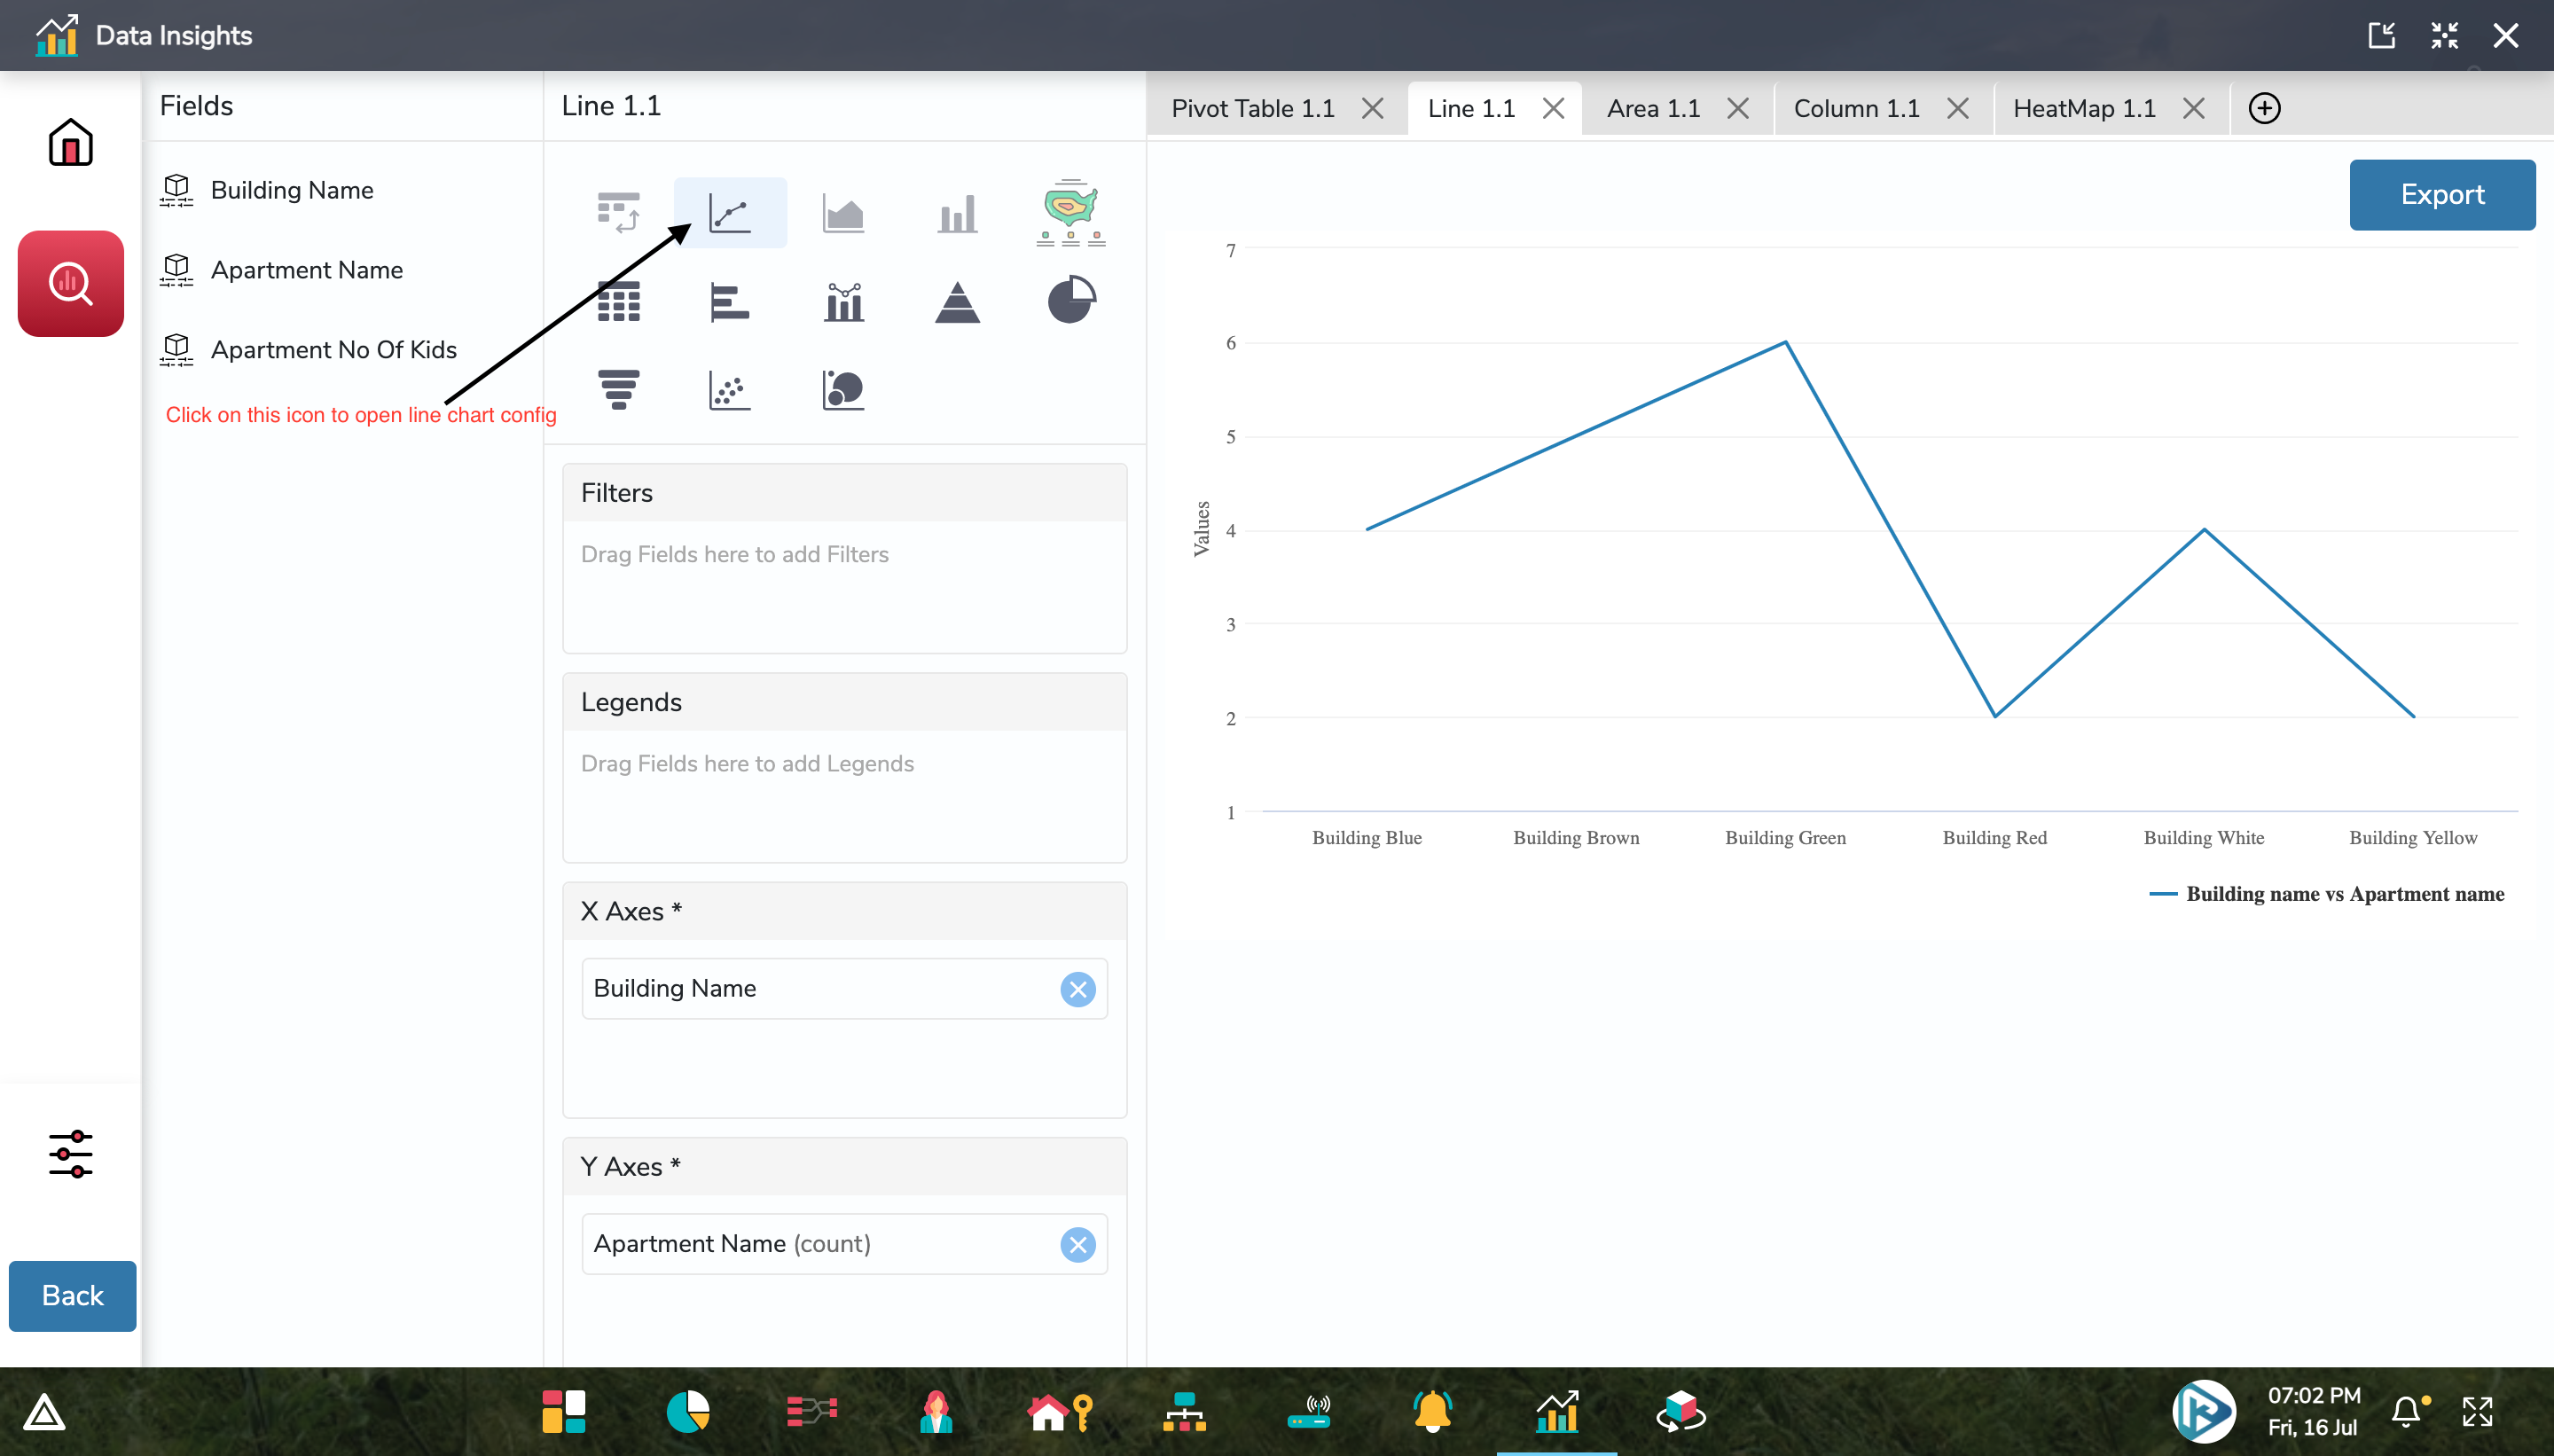 Data Insights
Fields
Building Name
Apartment Name
Apartment No Of Kids
Click on this icon to open line chart config
Line 1.1
Filters
Drag Fields here to add Filters
Legends
Drag Fields here to add Legends
X Axes *
Building Name
Y Axes *
Apartment Name (count)
Pivot Table 1.1
Line 1.1
Area 1.1
Column 1.1
HeatMap 1.1
Export
7
6
5
4
3
2
1
Values
Building Blue
Building Brown
Building Green
Building Red
Building White
Building Yellow
Building name vs Apartment name
Back
07:02 PM
Fri, 16 Jul